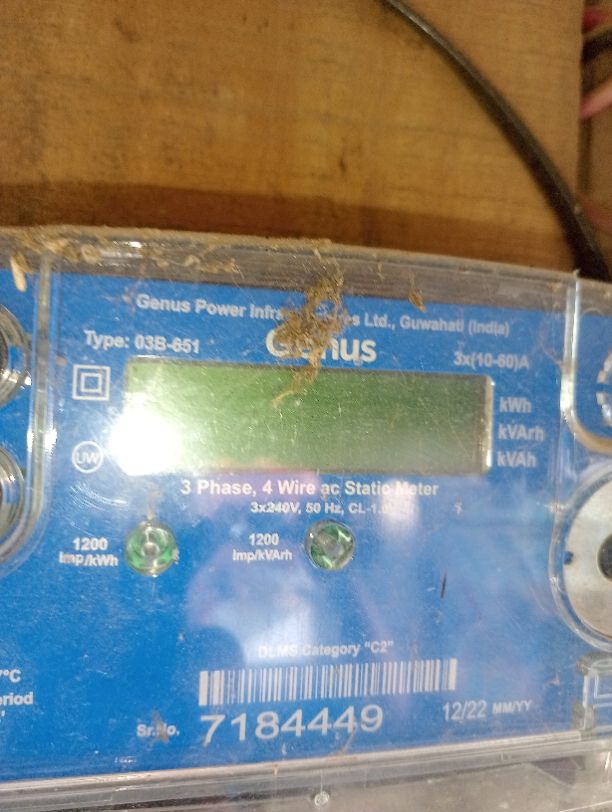 Genus Power Infra s Ltd., Guwahati (India)
Type: 03B-651
Genus
3x(10-60)A
kWh
kVArh
kVAh
UW
3 Phase, 4 Wire ac Static Meter
3x240V, 50 Hz, CL-1.0
1200
imp/kWh
1200
imp/kVArh
DLMS Category "C2"
°C
eriod
Sr.No. 7184449
12/22 MM/YY